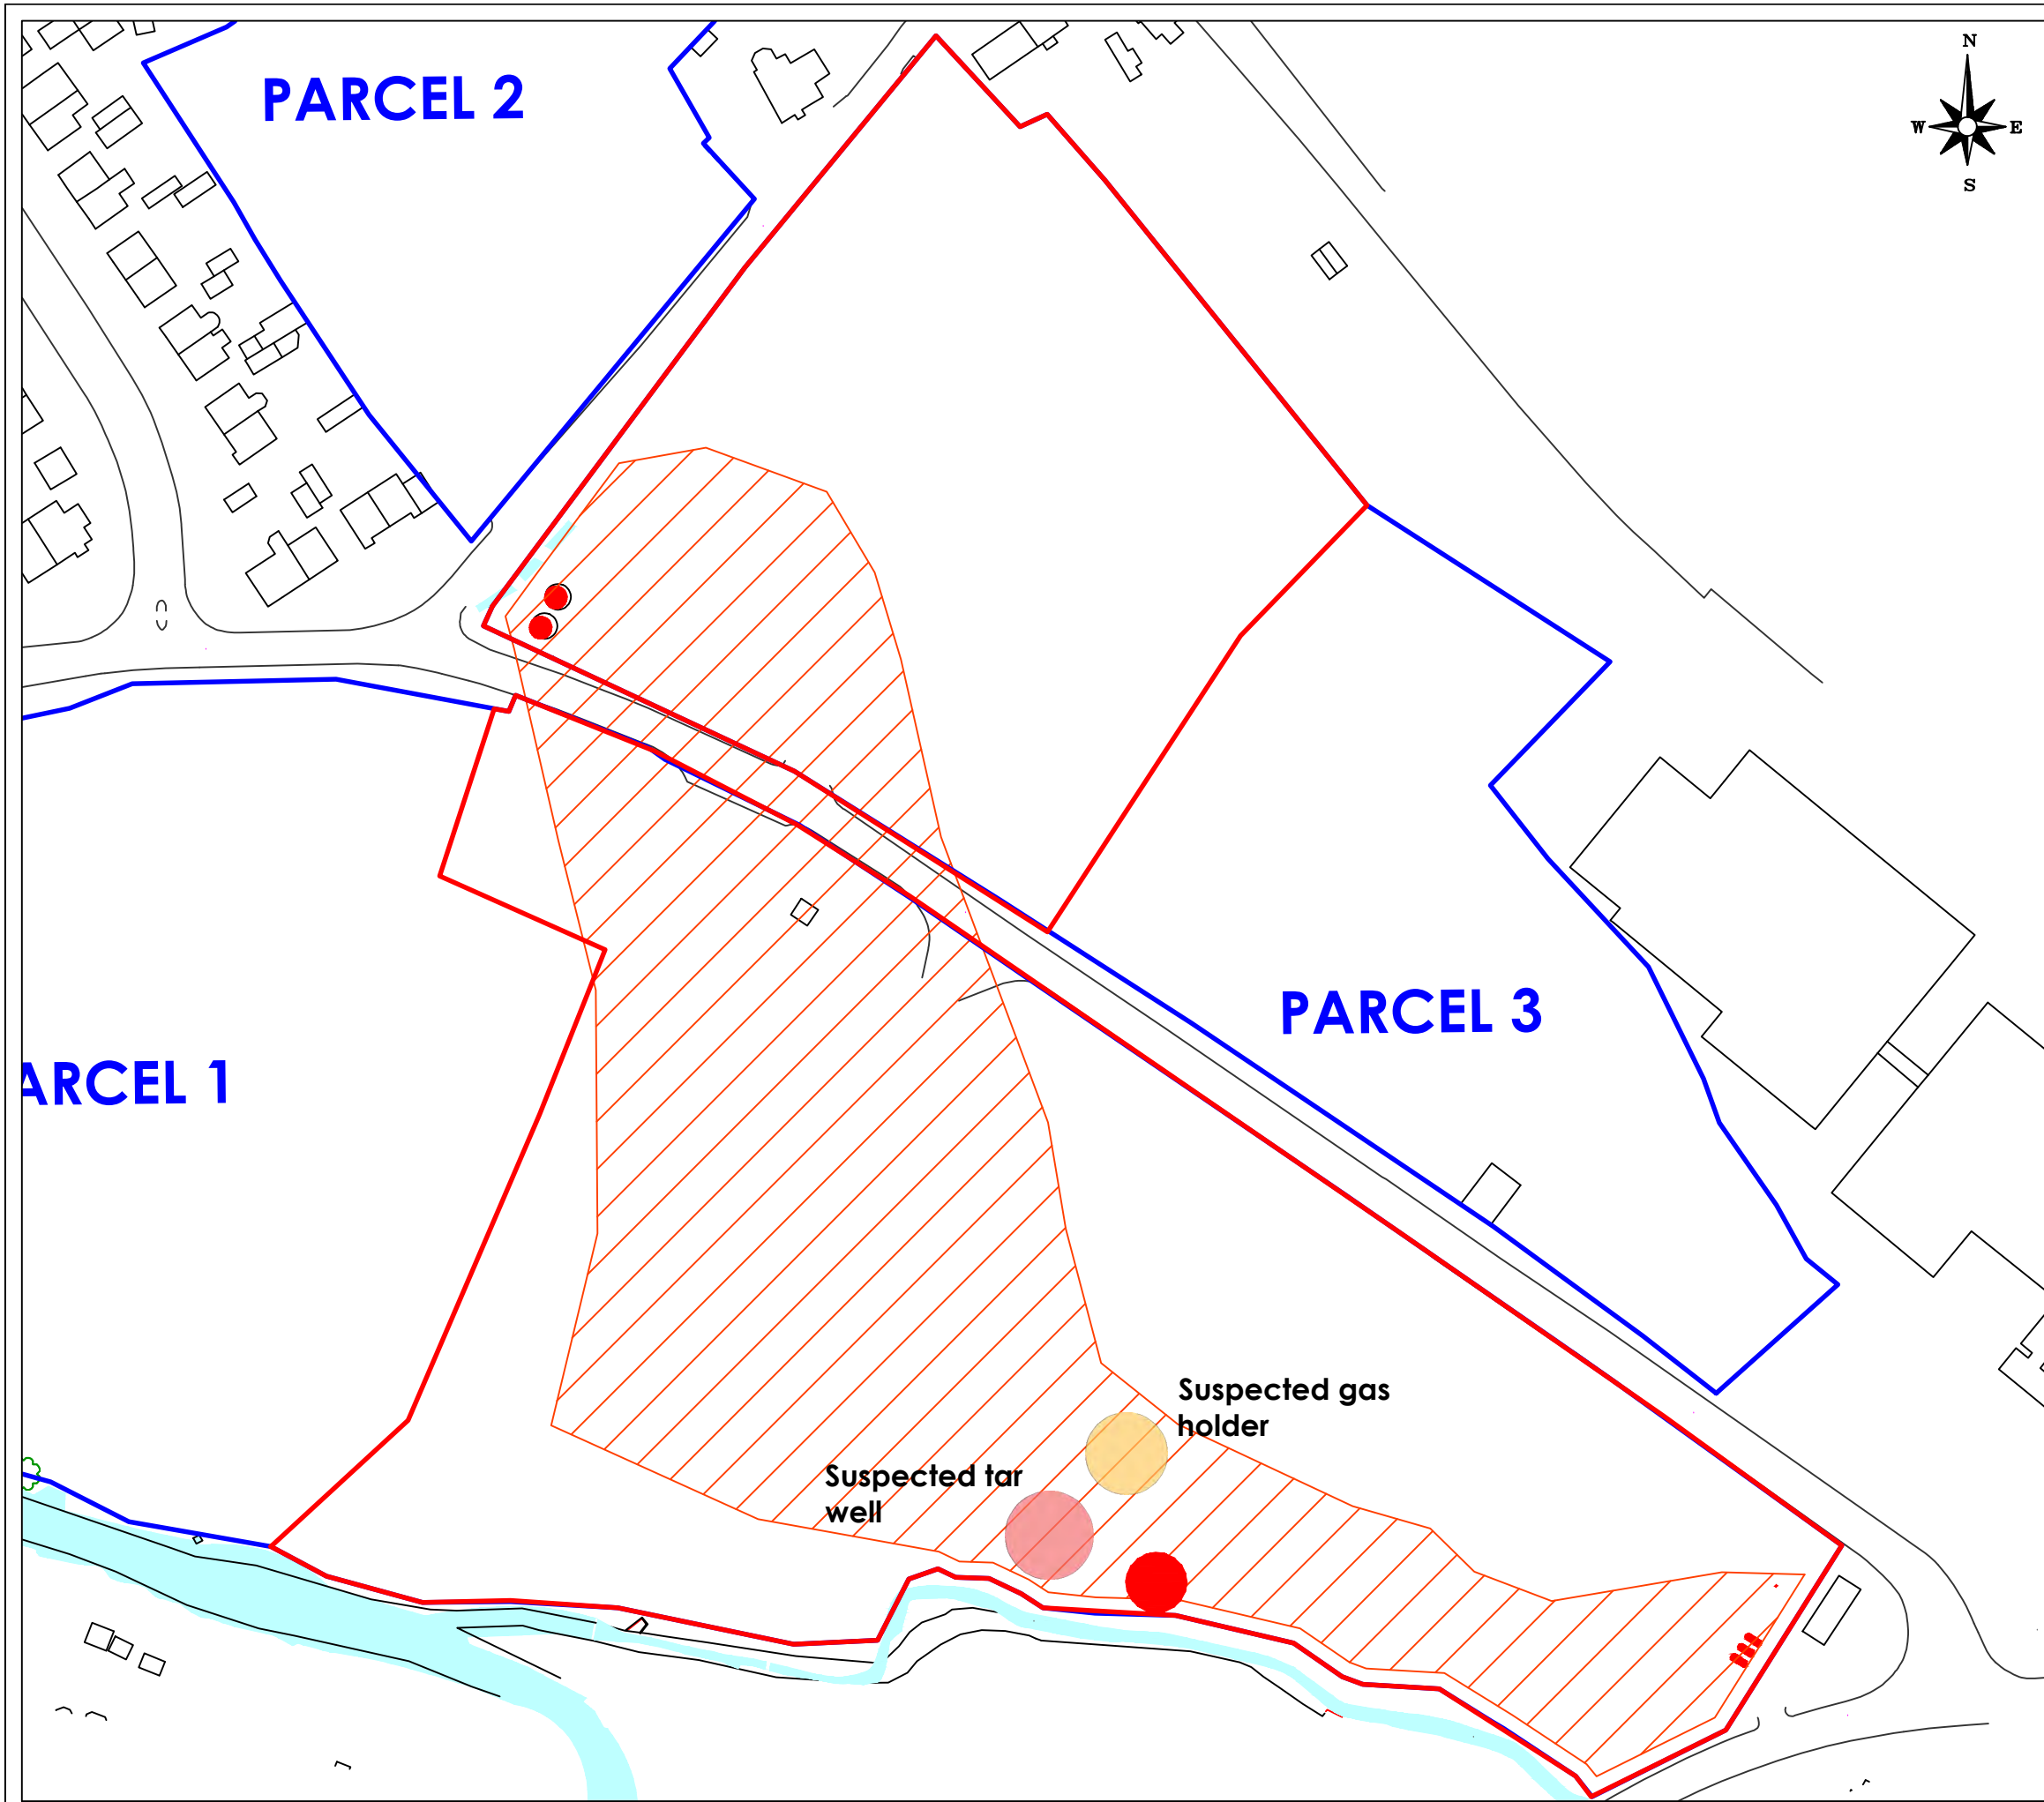 N
PARCEL 2
W E
S
PARCEL 3
ARCEL 1
Suspected gas
holder
Suspected tar
well